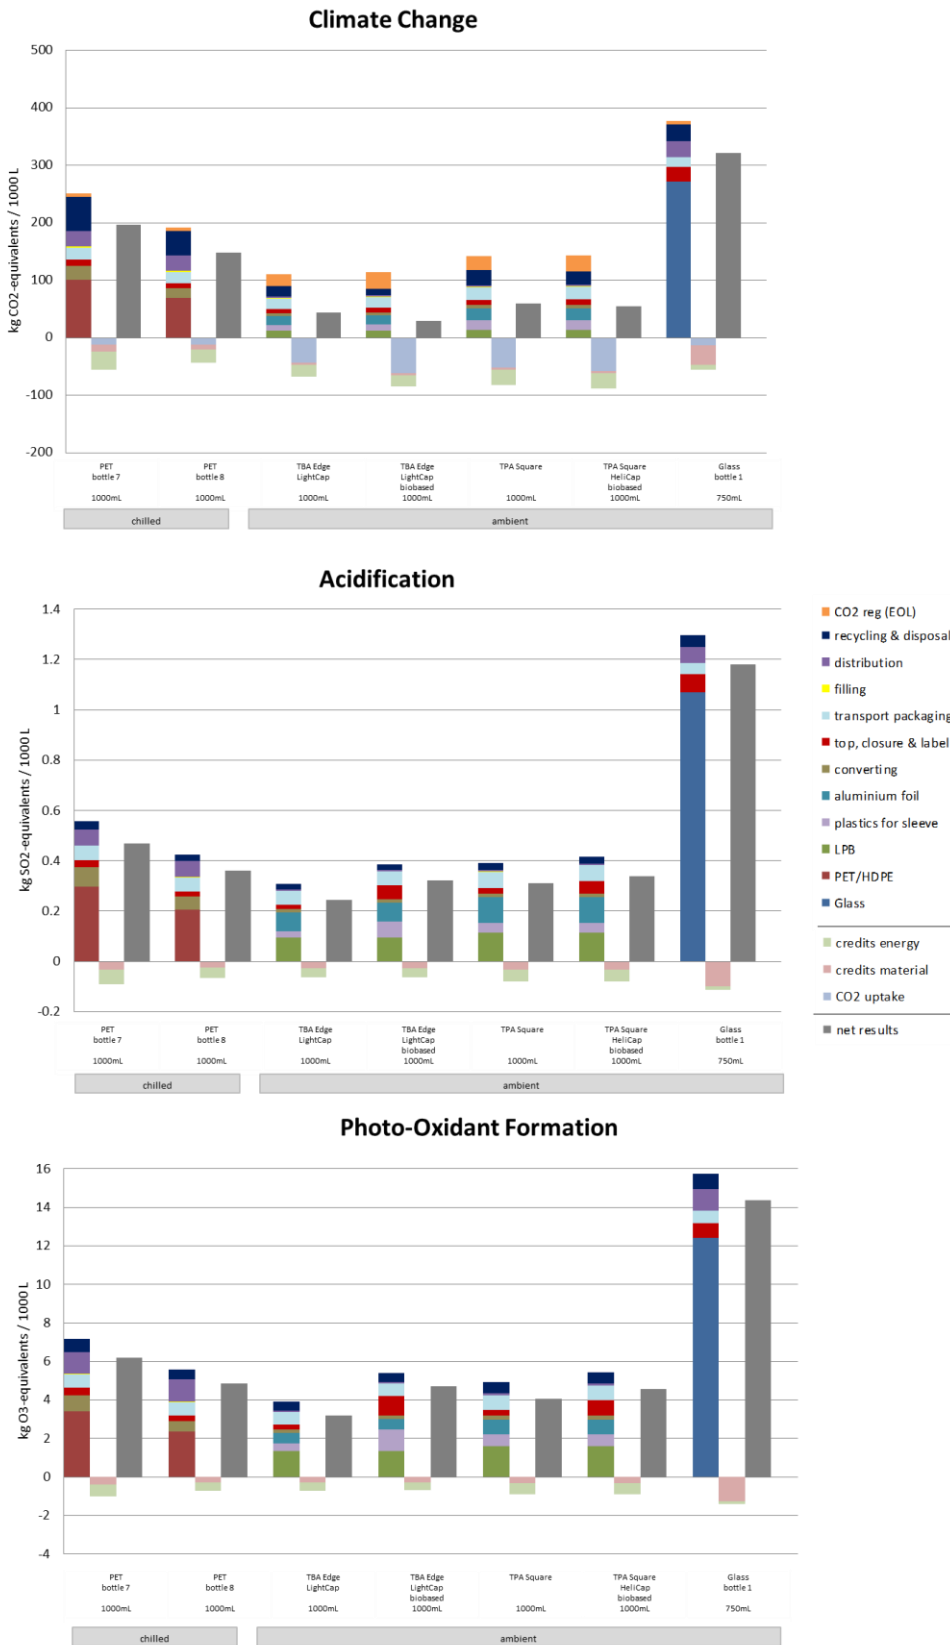 Climate Change
kg CO2-equivalents / 1000 L
500
400
300
200
100
0
-100
-200
PET bottle 7 1000mL
PET bottle 8 1000mL
TBA Edge LightCap 1000mL
TBA Edge LightCap biobased 1000mL
TPA Square 1000mL
TPA Square HeliCap biobased 1000mL
Glass bottle 1 750mL
chilled
ambient
Acidification
kg SO2-equivalents / 1000 L
1.4
1.2
1
0.8
0.6
0.4
0.2
0
-0.2
PET bottle 7 1000mL
PET bottle 8 1000mL
TBA Edge LightCap 1000mL
TBA Edge LightCap biobased 1000mL
TPA Square 1000mL
TPA Square HeliCap biobased 1000mL
Glass bottle 1 750mL
chilled
ambient
CO2 reg (EOL)
recycling & disposal
distribution
filling
transport packaging
top, closure & label
converting
aluminium foil
plastics for sleeve
LPB
PET/HDPE
Glass
credits energy
credits material
CO2 uptake
net results
Photo-Oxidant Formation
kg O3-equivalents / 1000 L
16
14
12
10
8
6
4
2
0
-2
-4
PET bottle 7 1000mL
PET bottle 8 1000mL
TBA Edge LightCap 1000mL
TBA Edge LightCap biobased 1000mL
TPA Square 1000mL
TPA Square HeliCap biobased 1000mL
Glass bottle 1 750mL
chilled
ambient